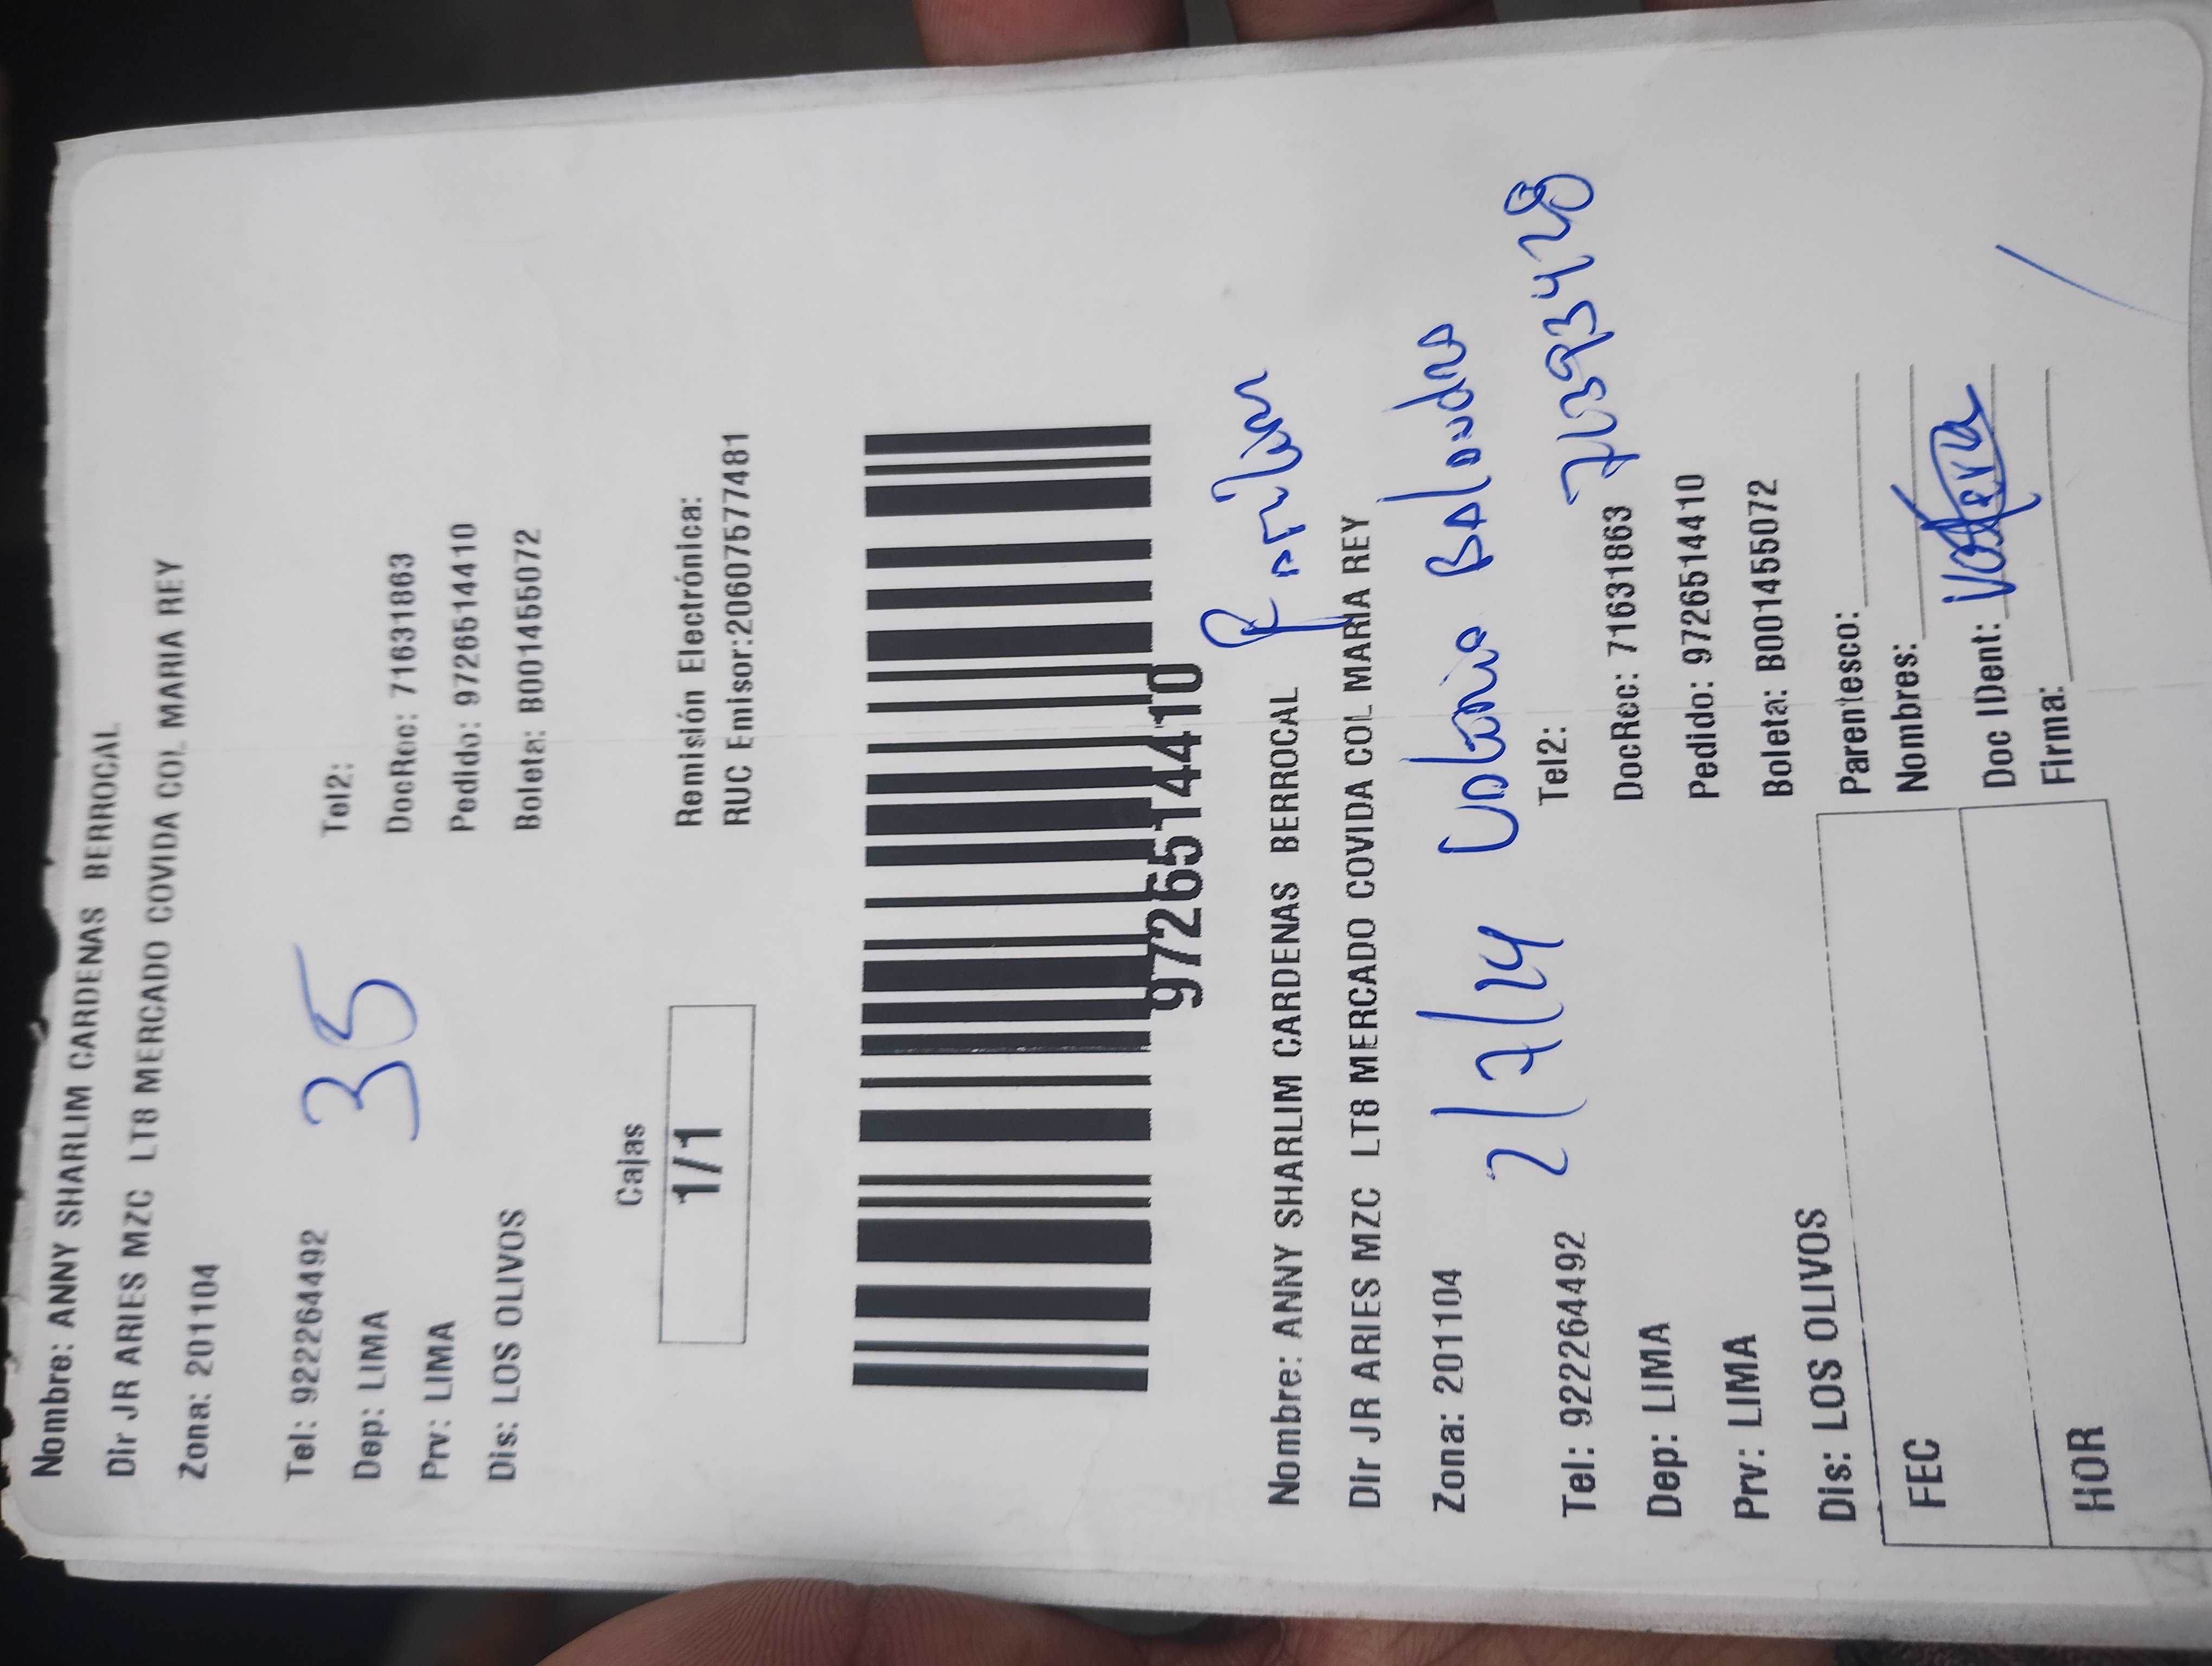 Nombre: ANNY SHARLIM CARDENAS BERROCAL
Dir JR ARIES MZC LT8 MERCADO COVIDA COL MARIA REY
Zona: 201104
Tel: 922264492 Tel2:
35
Dep: LIMA DocRec: 71631863
Prv: LIMA Pedido: 9726514410
Dis: LOS OLIVOS Boleta: B001455072
Cajas
1/1
Remisión Electrónica:
RUC Emisor:20607577481
9726514410
Nombre: ANNY SHARLIM CARDENAS BERROCAL
Dir JR ARIES MZC LT8 MERCADO COVIDA COL MARIA REY
Zona: 201104
2/7/24
Tel: 922264492 Tel2:
Dep: LIMA DocRec: 71631863
Prv: LIMA Pedido: 9726514410
Dis: LOS OLIVOS Boleta: B001455072
FEC
HOR
Parentesco:
Nombres:
Doc IDent:
Firma: